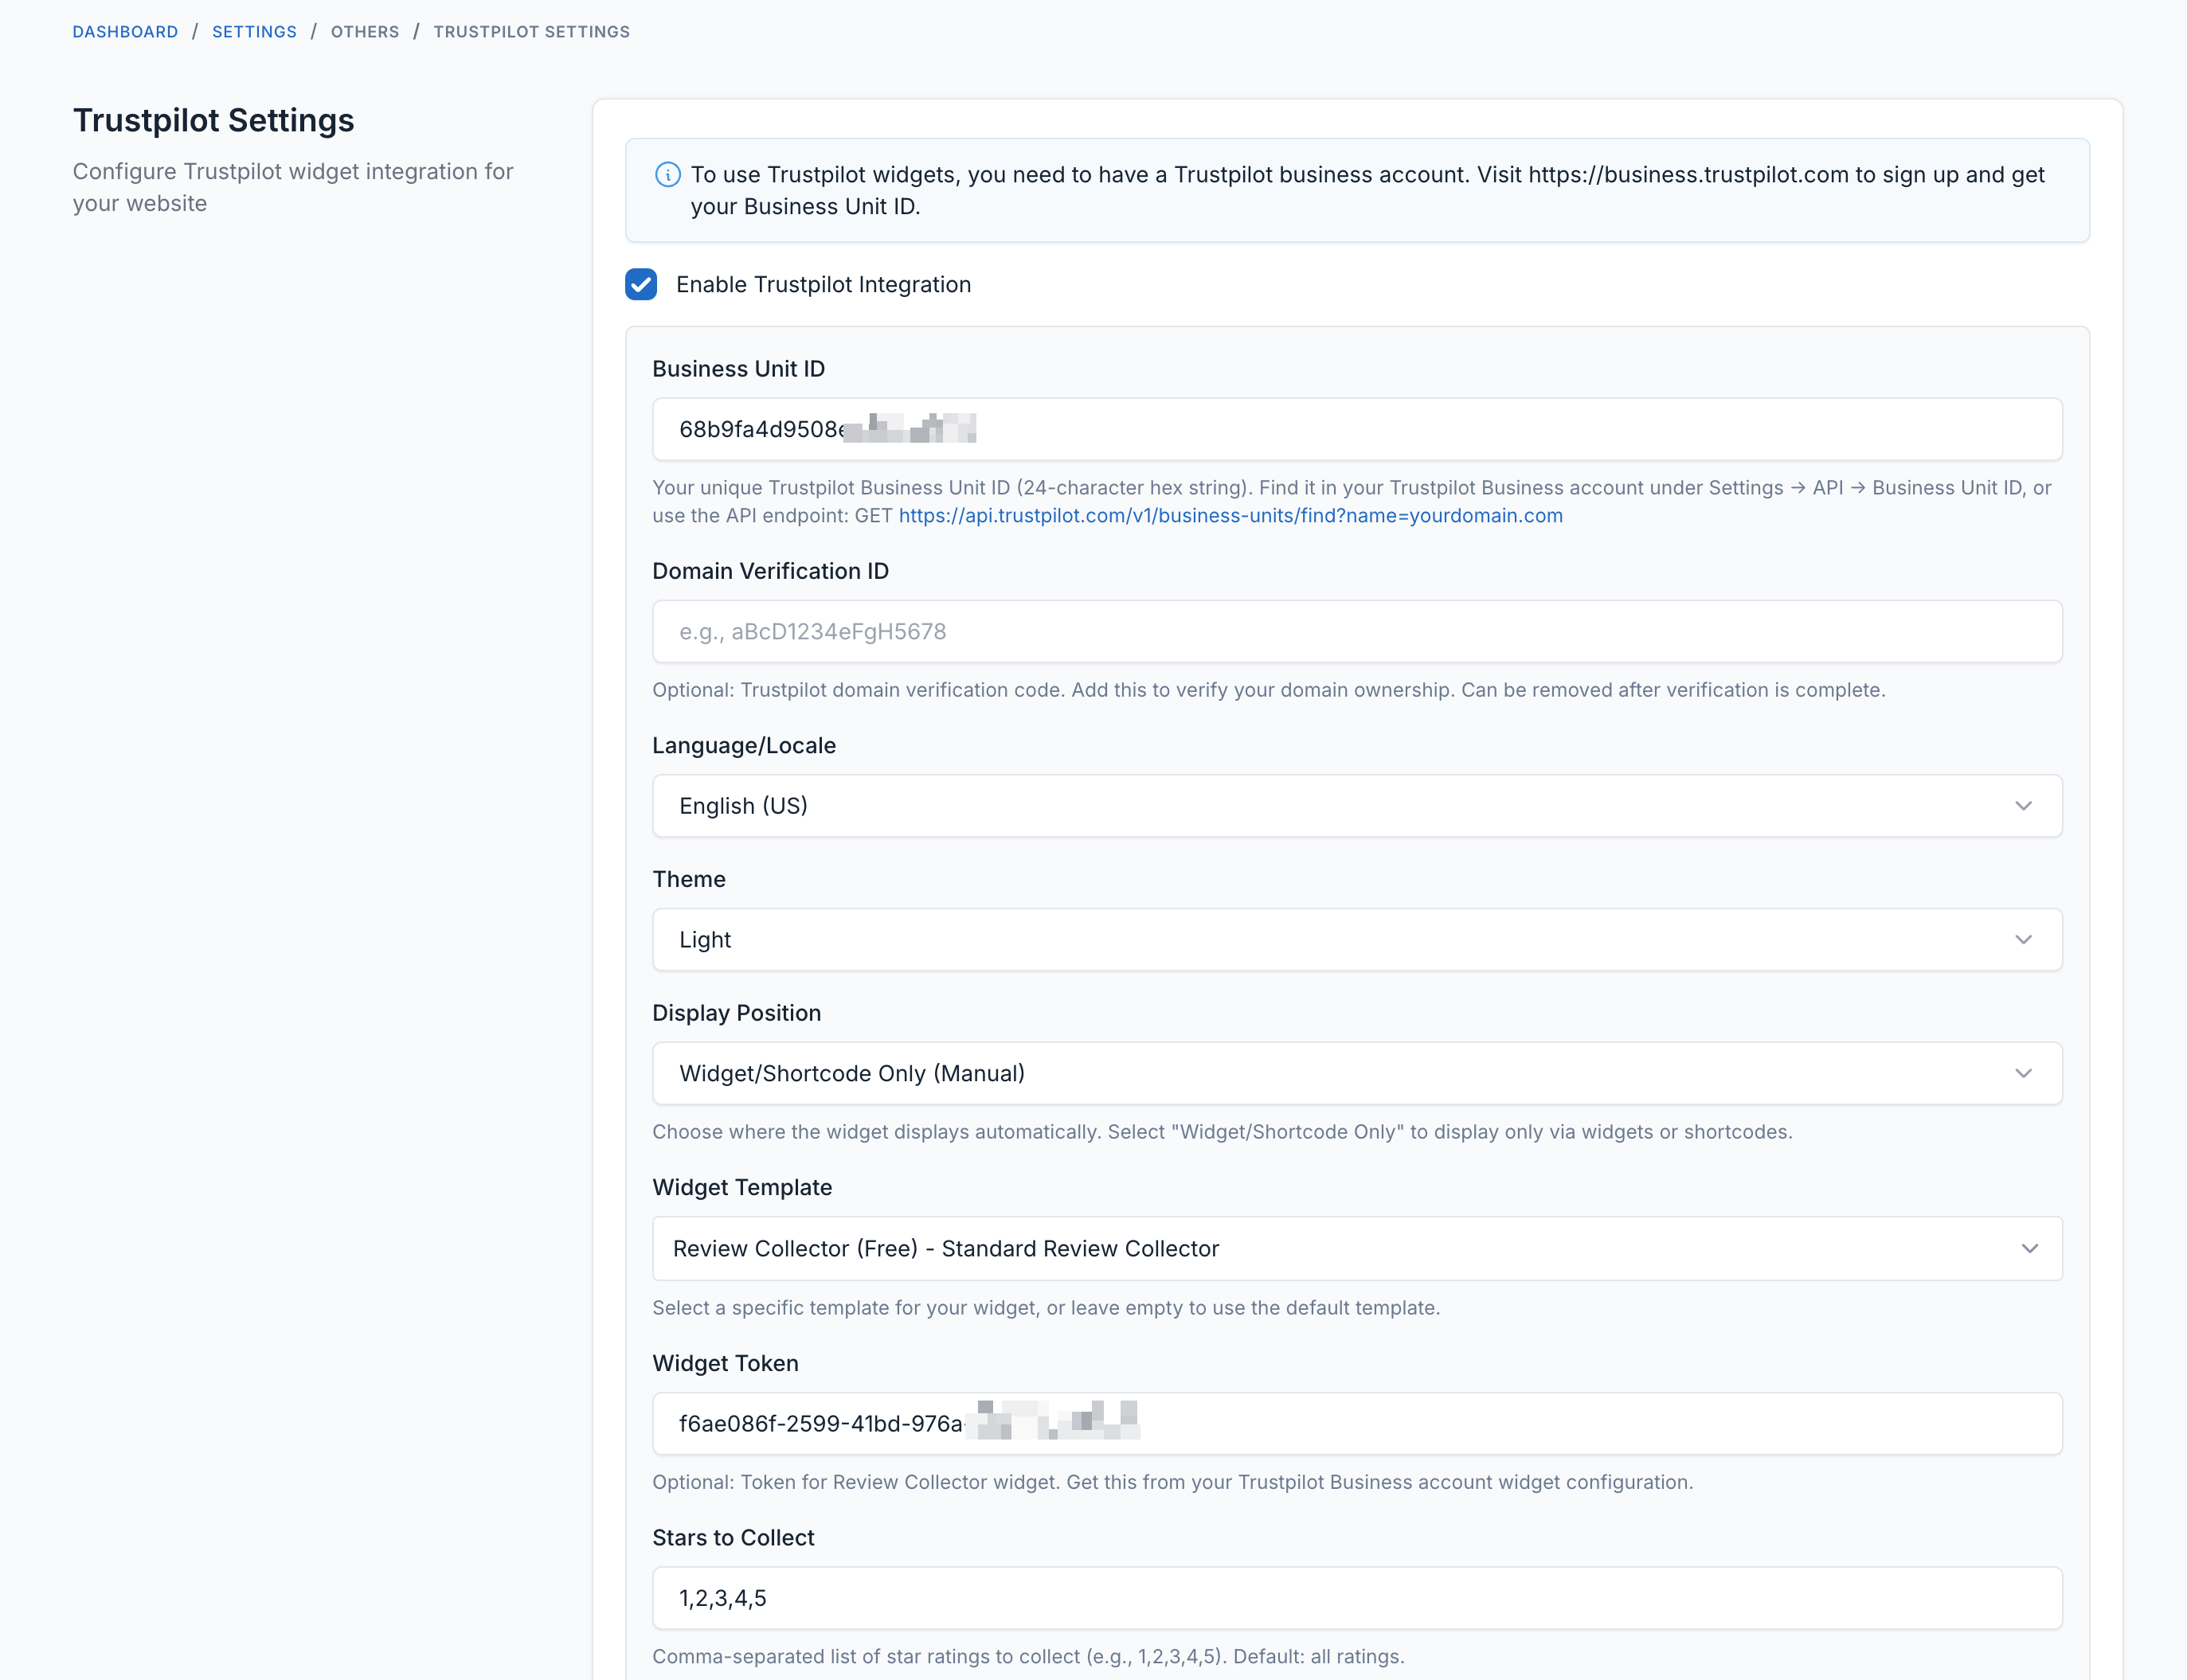 DASHBOARD / SETTINGS / OTHERS / TRUSTPILOT SETTINGS
Trustpilot Settings
Configure Trustpilot widget integration for
your website
To use Trustpilot widgets, you need to have a Trustpilot business account. Visit https://business.trustpilot.com to sign up and get
your Business Unit ID.
Enable Trustpilot Integration
Business Unit ID
68b9fa4d9508e
Your unique Trustpilot Business Unit ID (24-character hex string). Find it in your Trustpilot Business account under Settings → API → Business Unit ID, or
use the API endpoint: GET https://api.trustpilot.com/v1/business-units/find?name=yourdomain.com
Domain Verification ID
e.g., aBcD1234eFgH5678
Optional: Trustpilot domain verification code. Add this to verify your domain ownership. Can be removed after verification is complete.
Language/Locale
English (US)
Theme
Light
Display Position
Widget/Shortcode Only (Manual)
Choose where the widget displays automatically. Select "Widget/Shortcode Only" to display only via widgets or shortcodes.
Widget Template
Review Collector (Free) - Standard Review Collector
Select a specific template for your widget, or leave empty to use the default template.
Widget Token
f6ae086f-2599-41bd-976a-
Optional: Token for Review Collector widget. Get this from your Trustpilot Business account widget configuration.
Stars to Collect
1,2,3,4,5
Comma-separated list of star ratings to collect (e.g., 1,2,3,4,5). Default: all ratings.